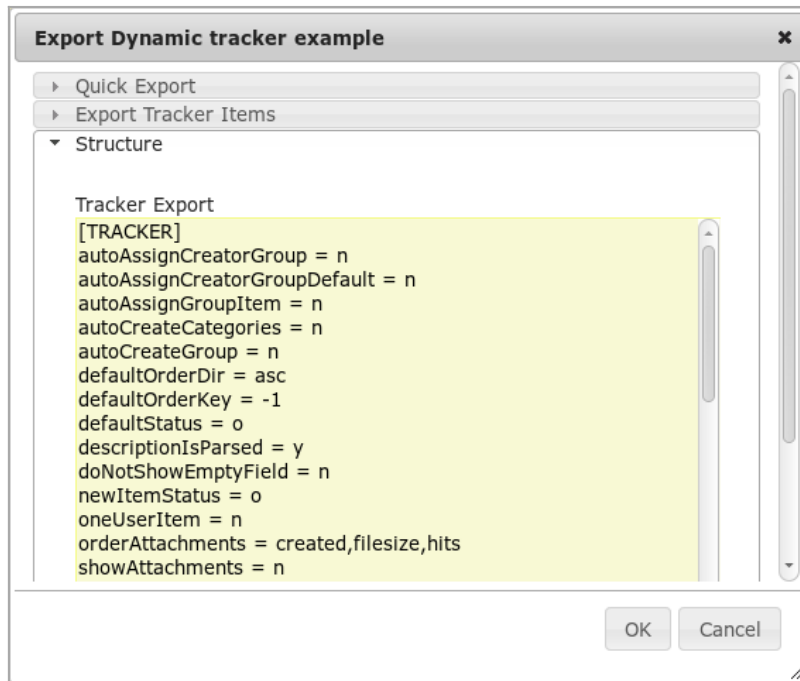 Export Dynamic tracker example
Quick Export
Export Tracker Items
Structure
Tracker Export
[TRACKER]
autoAssignCreatorGroup = n
autoAssignCreatorGroupDefault = n
autoAssignGroupItem = n
autoCreateCategories = n
autoCreateGroup = n
defaultOrderDir = asc
defaultOrderKey = -1
defaultStatus = o
descriptionIsParsed = y
doNotShowEmptyField = n
newItemStatus = o
oneUserItem = n
orderAttachments = created,filesize,hits
showAttachments = n
OK
Cancel